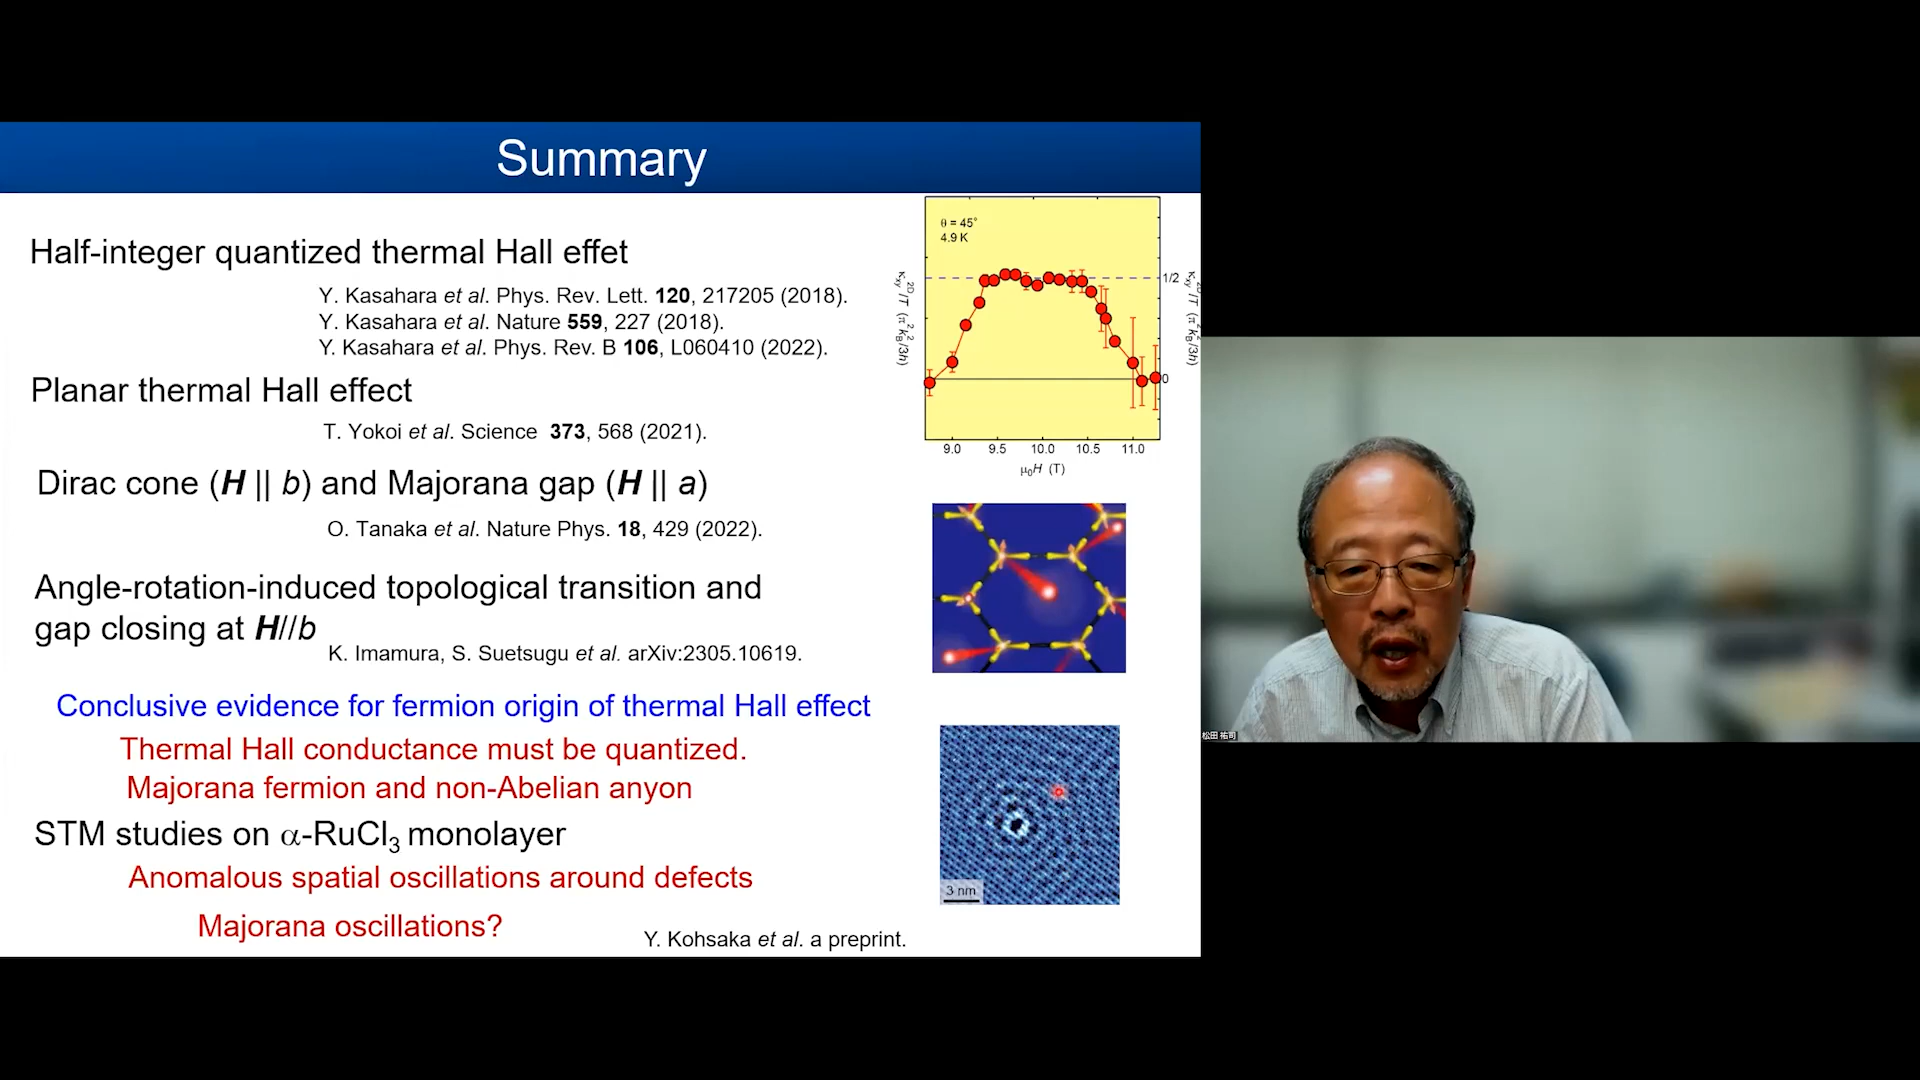 Summary
Half-integer quantized thermal Hall effet
Y. Kasahara et al. Phys. Rev. Lett. 120, 217205 (2018).
Y. Kasahara et al. Nature 559, 227 (2018).
Y. Kasahara et al. Phys. Rev. B 106, L060410 (2022).
Planar thermal Hall effect
T. Yokoi et al. Science 373, 568 (2021).
Dirac cone (H || b) and Majorana gap (H || a)
O. Tanaka et al. Nature Phys. 18, 429 (2022).
Angle-rotation-induced topological transition and
gap closing at H//b
K. Imamura, S. Suetsugu et al. arXiv:2305.10619.
Conclusive evidence for fermion origin of thermal Hall effect
Thermal Hall conductance must be quantized.
Majorana fermion and non-Abelian anyon
STM studies on α-RuCl₃ monolayer
Anomalous spatial oscillations around defects
Majorana oscillations?
Y. Kohsaka et al. a preprint.
θ = 45°
4.9 K
κxy²ᴰ/T (π²kB²/3h)
1/2
0
κxy²ᴰ/T (π²kB²/3h)
9.0 9.5 10.0 10.5 11.0
μ₀H (T)
3 nm
松田 祐司